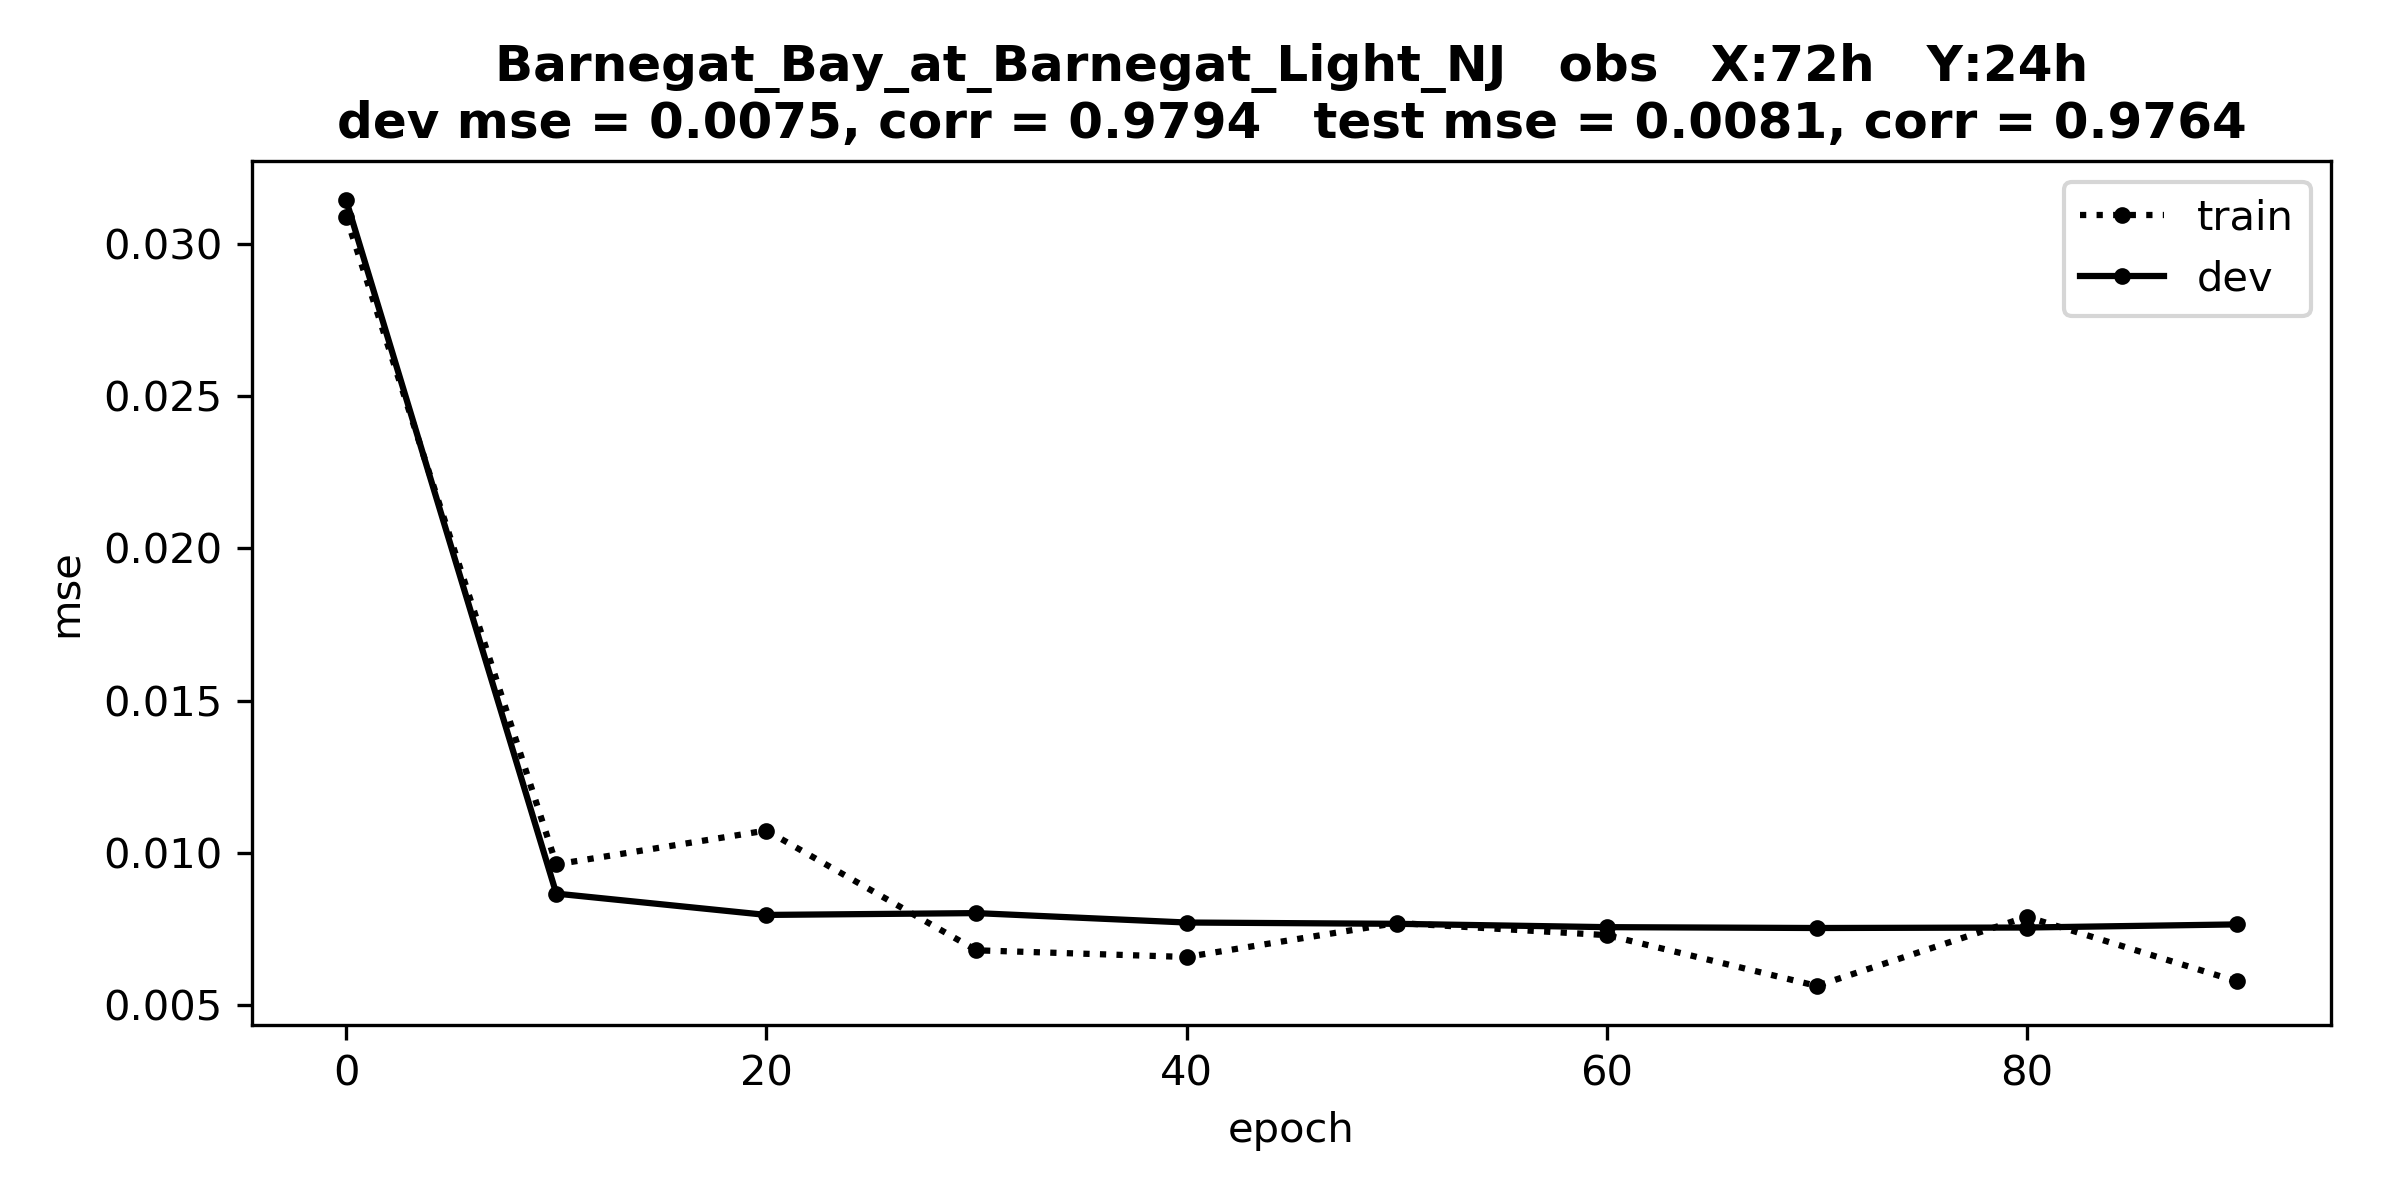 Barnegat_Bay_at_Barnegat_Light_NJ   obs   X:72h   Y:24h
dev mse = 0.0075, corr = 0.9794   test mse = 0.0081, corr = 0.9764
train
dev
mse
0.030
0.025
0.020
0.015
0.010
0.005
0 20 40 60 80
epoch